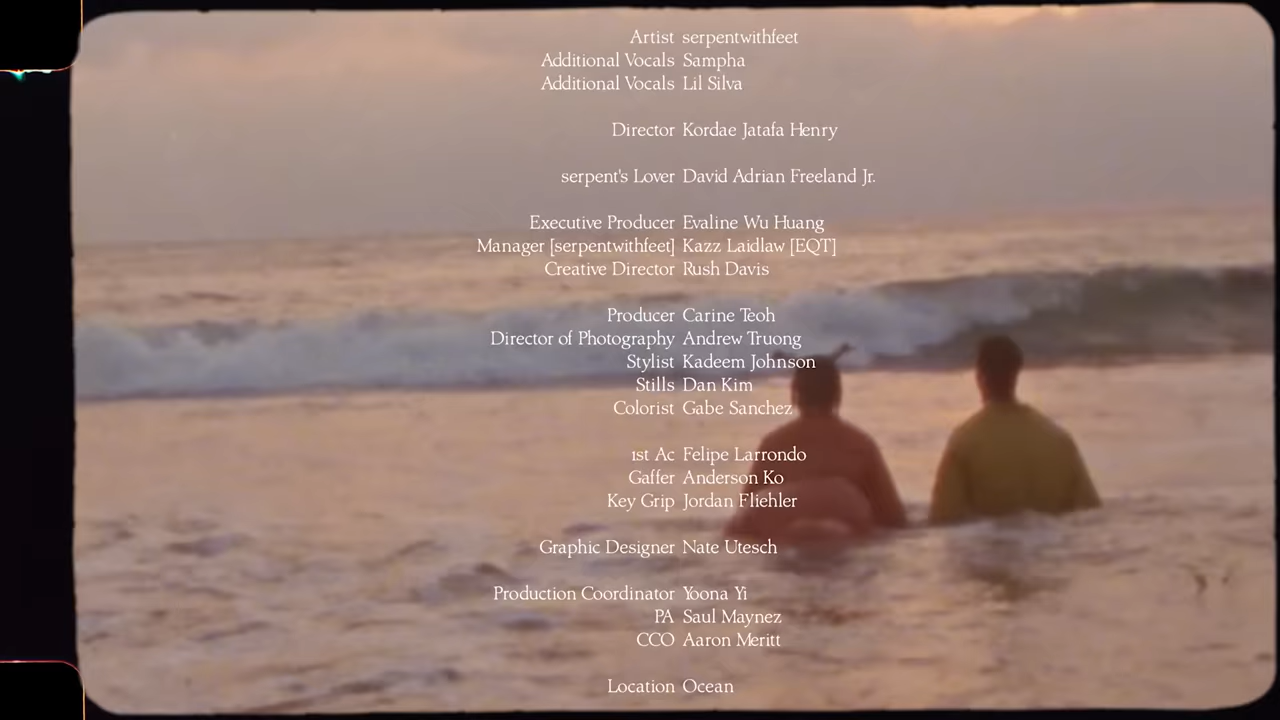 Artist serpentwithfeet
Additional Vocals Sampha
Additional Vocals Lil Silva
Director Kordae Jatafa Henry
serpent's Lover David Adrian Freeland Jr.
Executive Producer Evaline Wu Huang
Manager [serpentwithfeet] Kazz Laidlaw [EQT]
Creative Director Rush Davis
Producer Carine Teoh
Director of Photography Andrew Truong
Stylist Kadeem Johnson
Stills Dan Kim
Colorist Gabe Sanchez
1st Ac Felipe Larrondo
Gaffer Anderson Ko
Key Grip Jordan Fliehler
Graphic Designer Nate Utesch
Production Coordinator Yoona Yi
PA Saul Maynez
CCO Aaron Meritt
Location Ocean